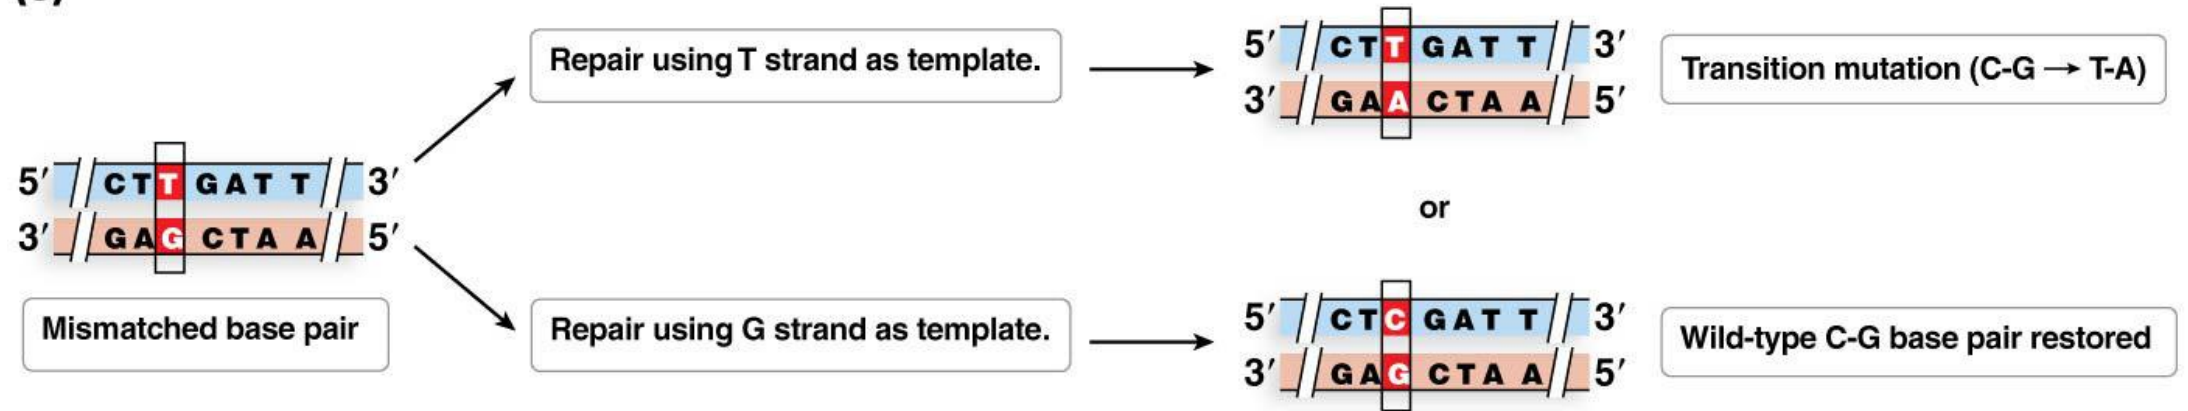 Repair using T strand as template.
5′ CTTGATT 3′
3′ GAACTAA 5′
Transition mutation (C-G → T-A)
5′ CTTGATT 3′
3′ GAGCTAA 5′
Mismatched base pair
or
Repair using G strand as template.
5′ CTCGATT 3′
3′ GAGCTAA 5′
Wild-type C-G base pair restored